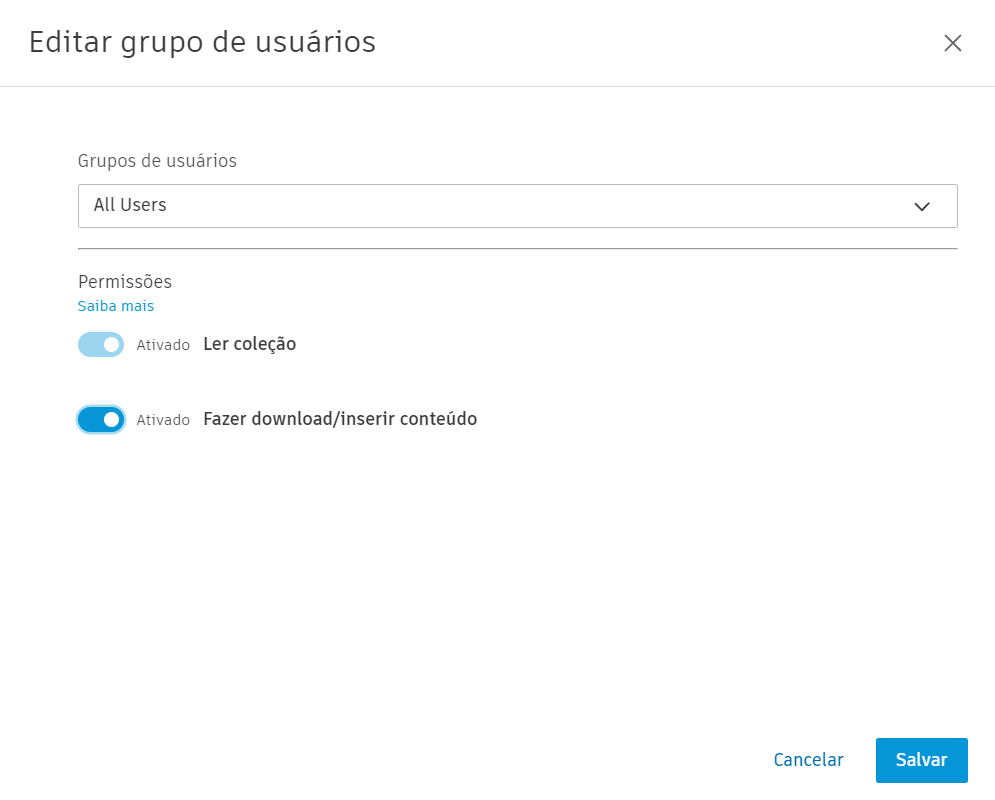 Editar grupo de usuários
Grupos de usuários
All Users
Permissões
Saiba mais
Ativado Ler coleção
Ativado Fazer download/inserir conteúdo
Cancelar Salvar